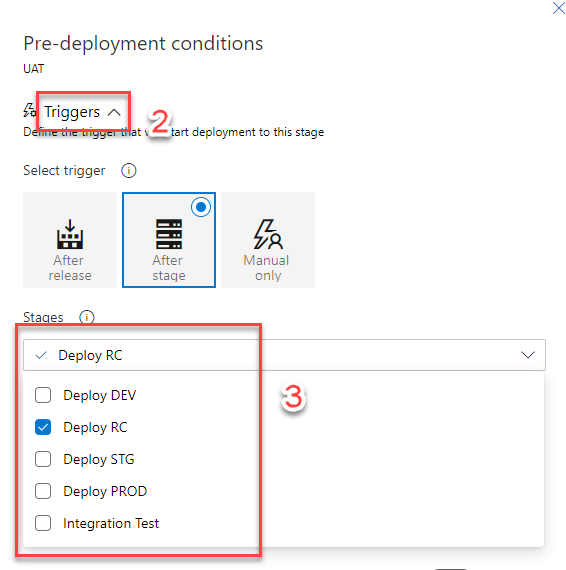 Pre-deployment conditions
UAT
Triggers
2
Define the trigger that will start deployment to this stage
Select trigger
After release
After stage
Manual only
Stages
Deploy RC
3
Deploy DEV
Deploy RC
Deploy STG
Deploy PROD
Integration Test